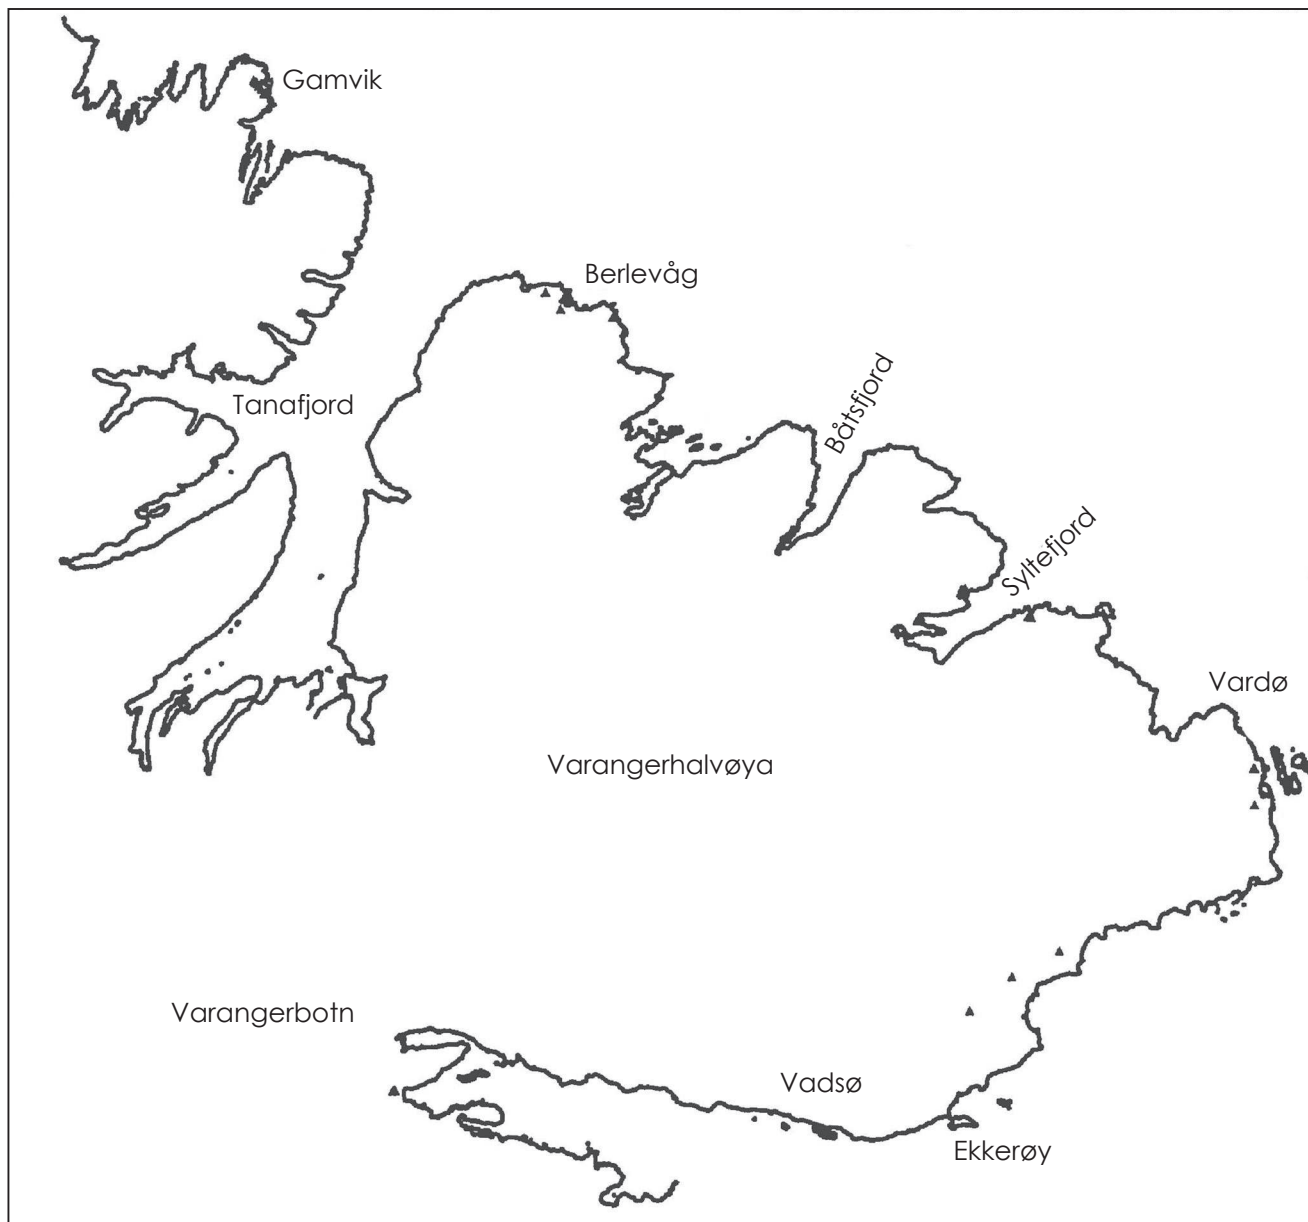 Gamvik
Berlevåg
Båtsfjord
Tanafjord
Syltefjord
Vardø
Varangerhalvøya
Varangerbotn
Vadsø
Ekkerøy